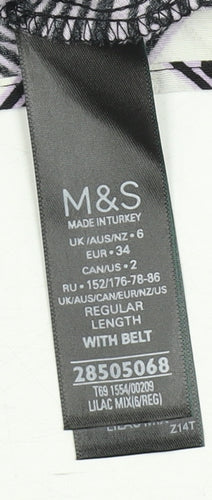 M&S
MADE IN TURKEY
UK/AUS/NZ • 6
EUR • 34
CAN/US • 2
RU • 152/176-78-86
UK/AUS/CAN/EUR/NZ/US
REGULAR
LENGTH
WITH BELT
28505068
T69 1554/00209
LILAC MIX(6/REG)
Z14T